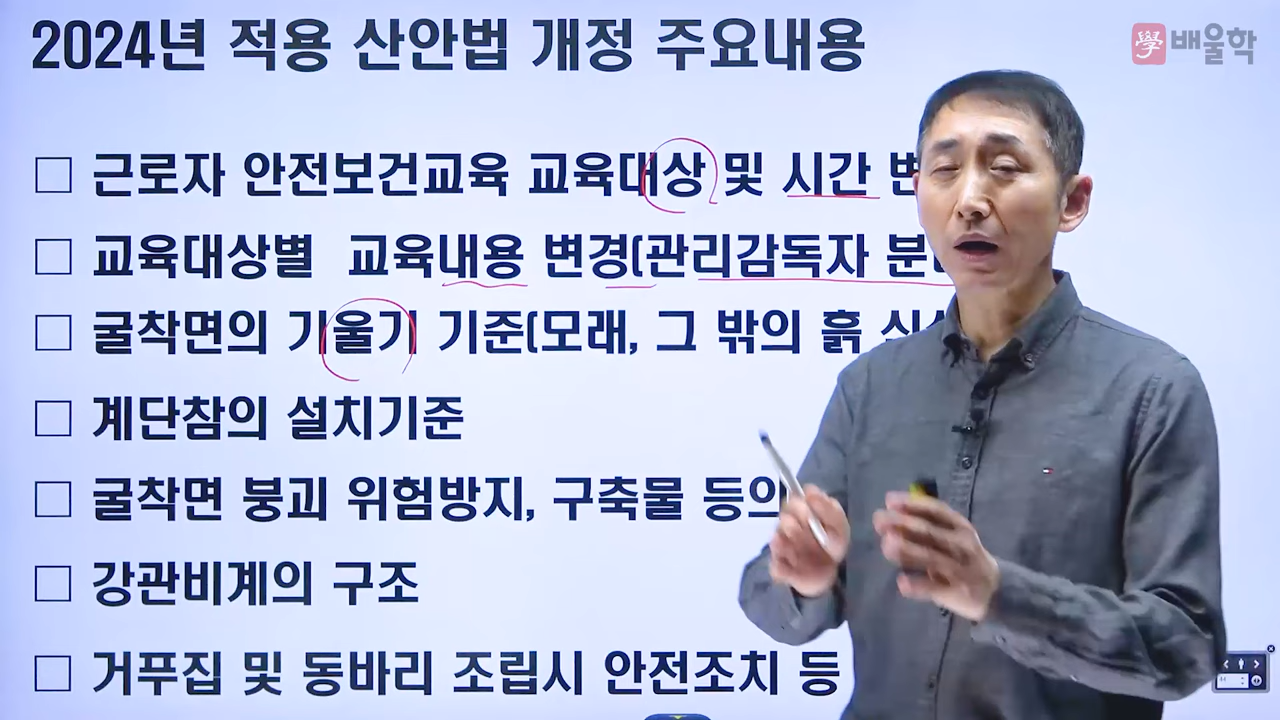 2024년 적용 산안법 개정 주요내용
學 배울학
□ 근로자 안전보건교육 교육대상 및 시간
□ 교육대상별 교육내용 변경(관리감독자
□ 굴착면의 기울기 기준(모래, 그 밖의 흙
□ 계단참의 설치기준
□ 굴착면 붕괴 위험방지, 구축물 등의
□ 강관비계의 구조
□ 거푸집 및 동바리 조립시 안전조치 등